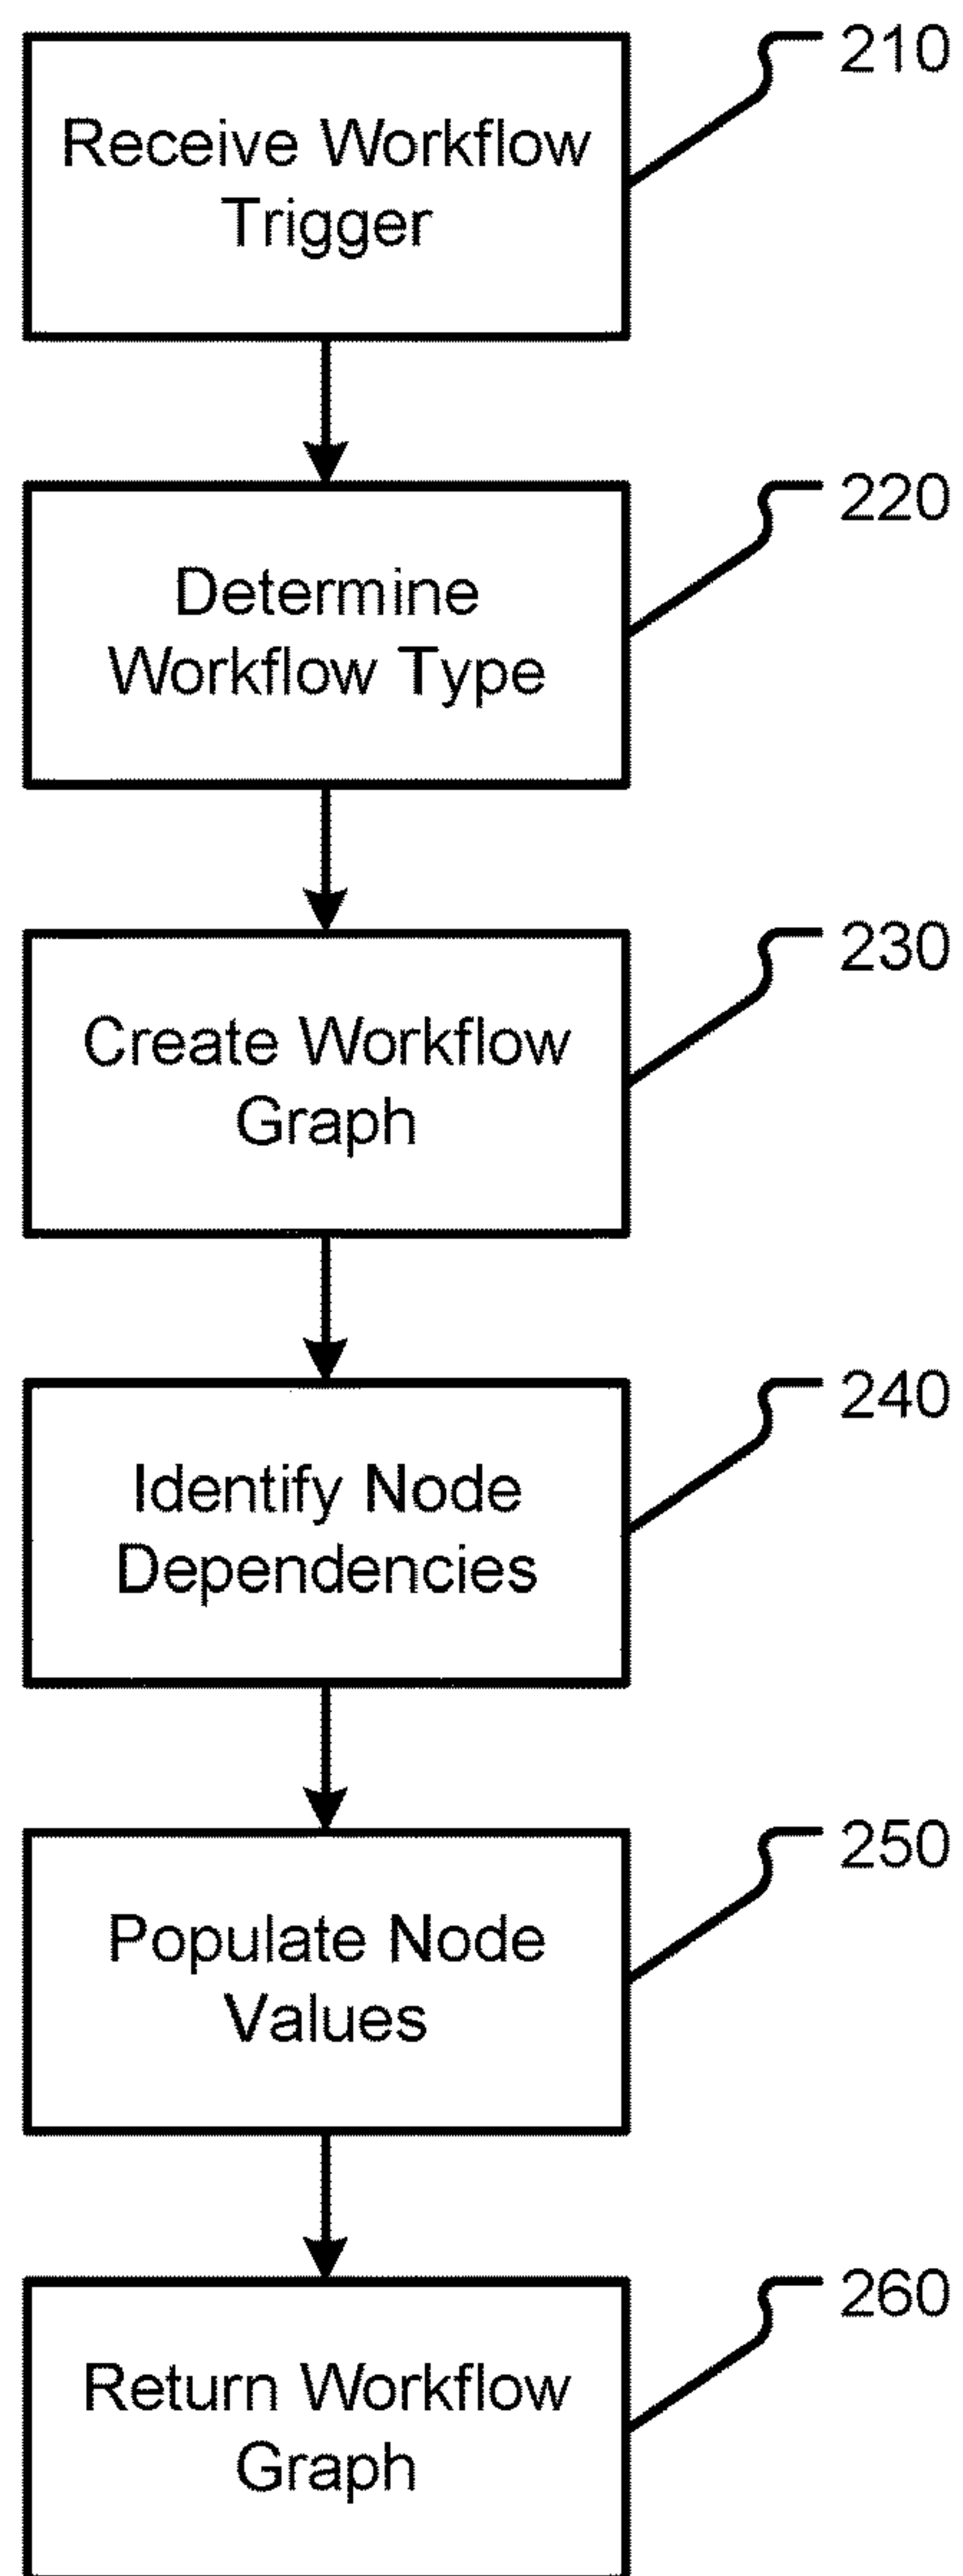 210
Receive Workflow
Trigger
220
Determine
Workflow Type
230
Create Workflow
Graph
240
Identify Node
Dependencies
250
Populate Node
Values
260
Return Workflow
Graph